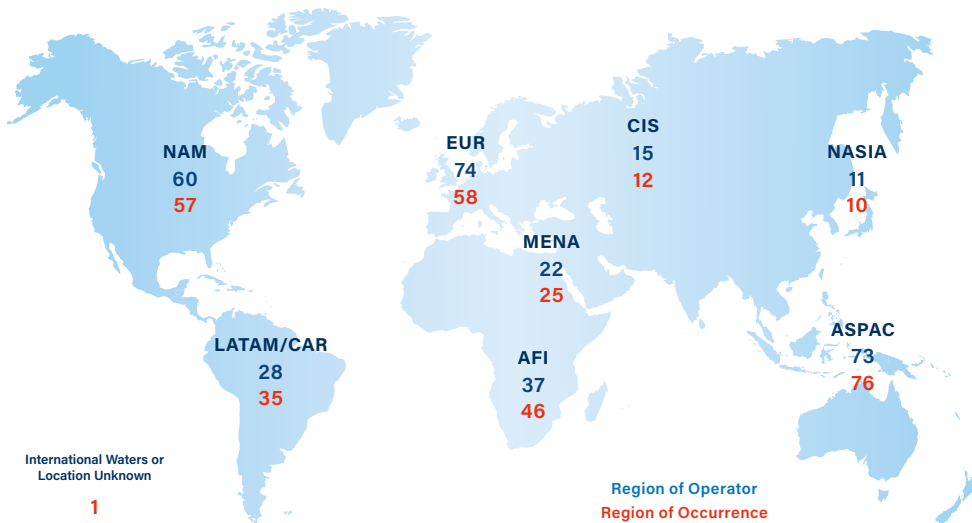 NAM
60
57
EUR
74
58
CIS
15
12
NASIA
11
10
MENA
22
25
LATAM/CAR
28
35
AFI
37
46
ASPAC
73
76
International Waters or
Location Unknown
1
Region of Operator
Region of Occurrence